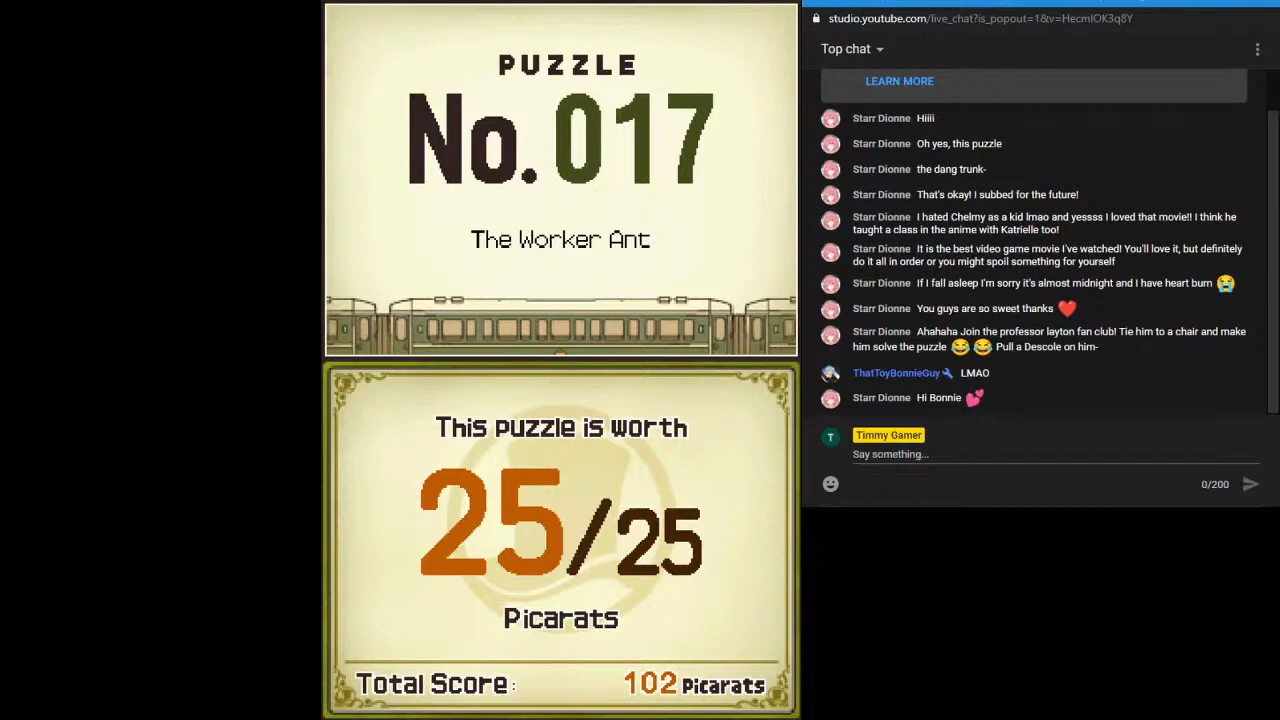 PUZZLE
No.017
The Worker Ant
This puzzle is worth
25/25
Picarats
Total Score: 102 Picarats
studio.youtube.com/live_chat?is_popout=1&v=HecmlOK3q8Y
Top chat
LEARN MORE
Starr Dionne Hiiii
Starr Dionne Oh yes, this puzzle
Starr Dionne the dang trunk-
Starr Dionne That's okay! I subbed for the future!
Starr Dionne I hated Chelmy as a kid lmao and yessss I loved that movie!! I think he
taught a class in the anime with Katrielle too!
Starr Dionne It is the best video game movie I've watched! You'll love it, but definitely
do it all in order or you might spoil something for yourself
Starr Dionne If I fall asleep I'm sorry it's almost midnight and I have heart burn 😭
Starr Dionne You guys are so sweet thanks ❤️
Starr Dionne Ahahaha Join the professor layton fan club! Tie him to a chair and make
him solve the puzzle 😂 😂 Pull a Descole on him-
ThatToyBonnieGuy LMAO
Starr Dionne Hi Bonnie 💕
T
Timmy Gamer
Say something...
0/200